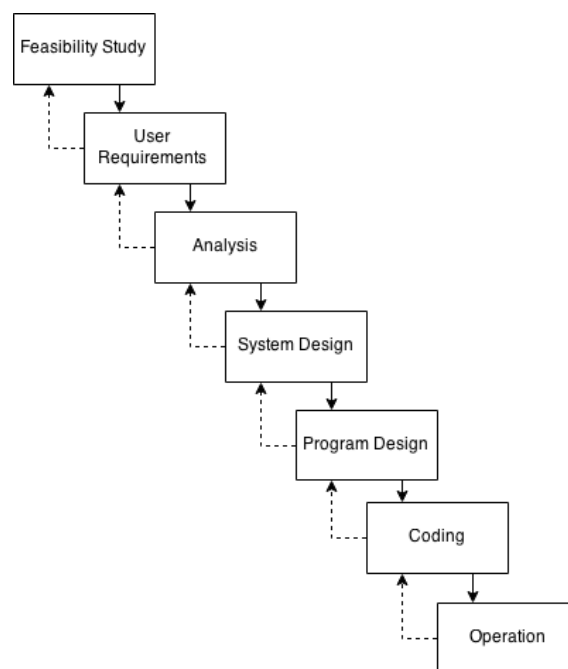 Feasibility Study
User
Requirements
Analysis
System Design
Program Design
Coding
Operation